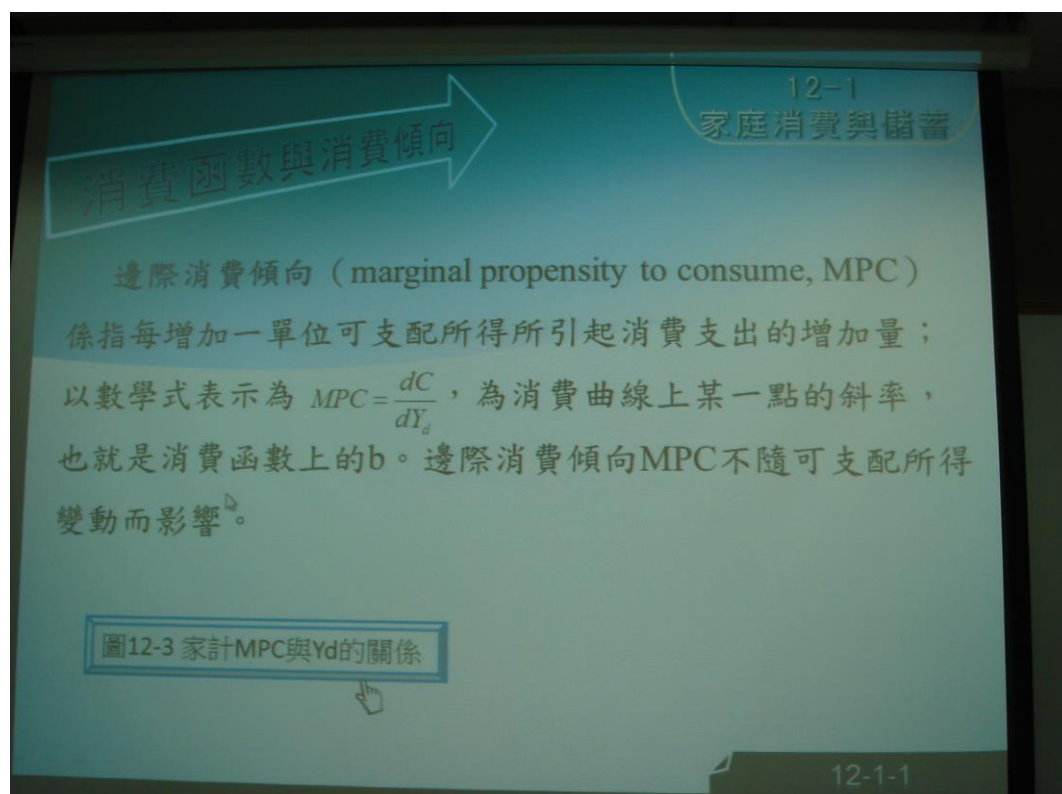 12-1
家庭消費與儲蓄
消費函數與消費傾向
邊際消費傾向（marginal propensity to consume, MPC）
係指每增加一單位可支配所得所引起消費支出的增加量；
以數學式表示為 MPC = dC/dY_d，為消費曲線上某一點的斜率，
也就是消費函數上的b。邊際消費傾向MPC不隨可支配所得
變動而影響。
圖12-3 家計MPC與Yd的關係
12-1-1